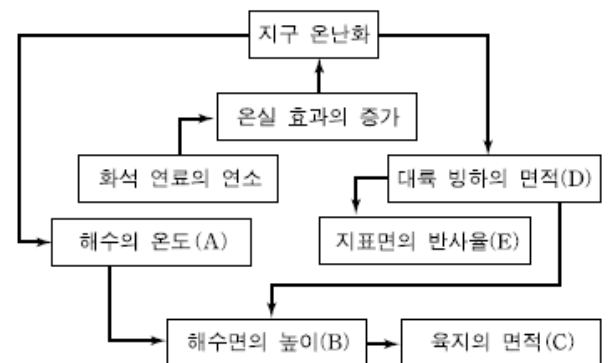 지구 온난화
온실 효과의 증가
화석 연료의 연소
대륙 빙하의 면적(D)
해수의 온도(A)
지표면의 반사율(E)
해수면의 높이(B)
육지의 면적(C)